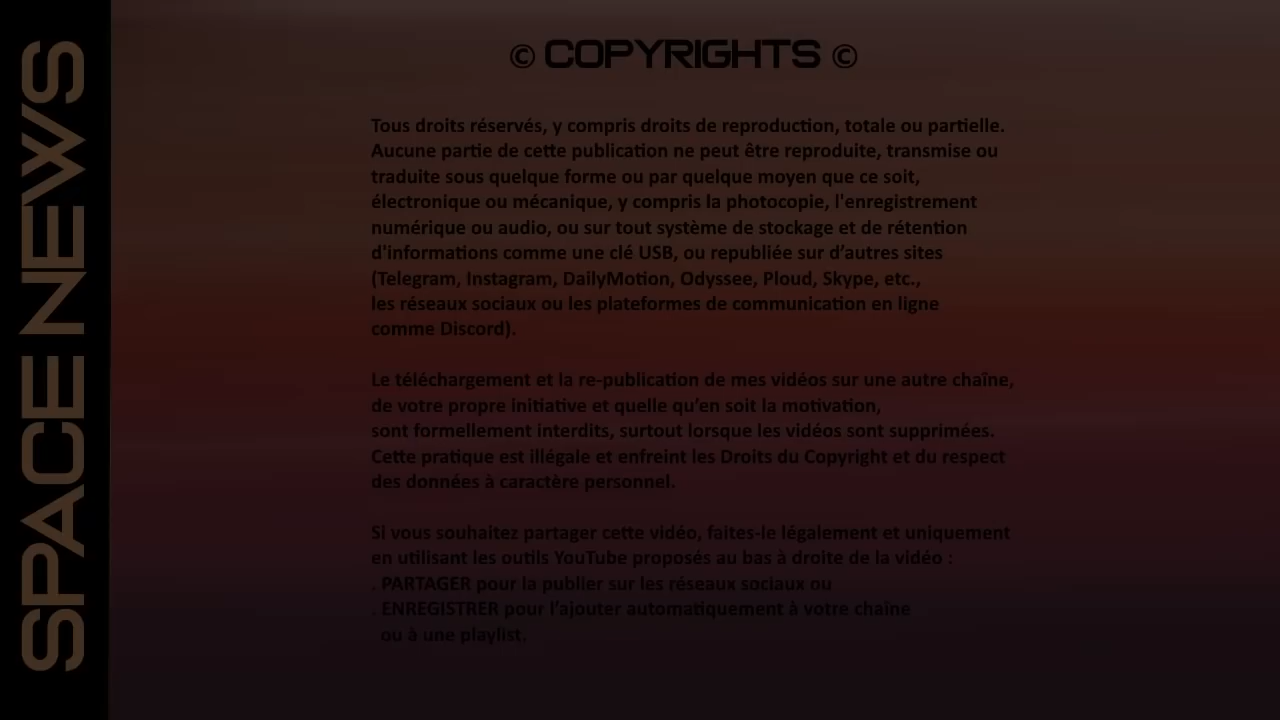 SPACE NEWS
© COPYRIGHTS ©
Tous droits réservés, y compris droits de reproduction, totale ou partielle.
Aucune partie de cette publication ne peut être reproduite, transmise ou
traduite sous quelque forme ou par quelque moyen que ce soit,
électronique ou mécanique, y compris la photocopie, l'enregistrement
numérique ou audio, ou sur tout système de stockage et de rétention
d'informations comme une clé USB, ou republiée sur d’autres sites
(Telegram, Instagram, DailyMotion, Odyssee, Ploud, Skype, etc.,
les réseaux sociaux ou les plateformes de communication en ligne
comme Discord).
Le téléchargement et la re-publication de mes vidéos sur une autre chaîne,
de votre propre initiative et quelle qu’en soit la motivation,
sont formellement interdits, surtout lorsque les vidéos sont supprimées.
Cette pratique est illégale et enfreint les Droits du Copyright et du respect
des données à caractère personnel.
Si vous souhaitez partager cette vidéo, faites-le légalement et uniquement
en utilisant les outils YouTube proposés au bas à droite de la vidéo :
. PARTAGER pour la publier sur les réseaux sociaux ou
. ENREGISTRER pour l’ajouter automatiquement à votre chaîne
ou à une playlist.